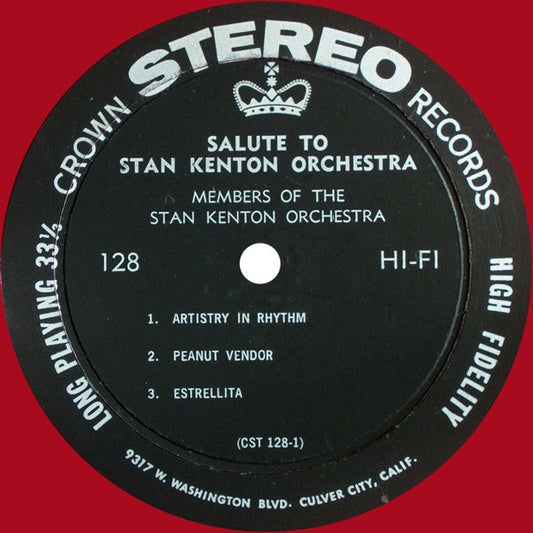 CROWN STEREO RECORDS
SALUTE TO
STAN KENTON ORCHESTRA
MEMBERS OF THE
STAN KENTON ORCHESTRA
128
HI-FI
1. ARTISTRY IN RHYTHM
2. PEANUT VENDOR
3. ESTRELLITA
(CST 128-1)
LONG PLAYING 33⅓
HIGH FIDELITY
9317 W. WASHINGTON BLVD. CULVER CITY, CALIF.